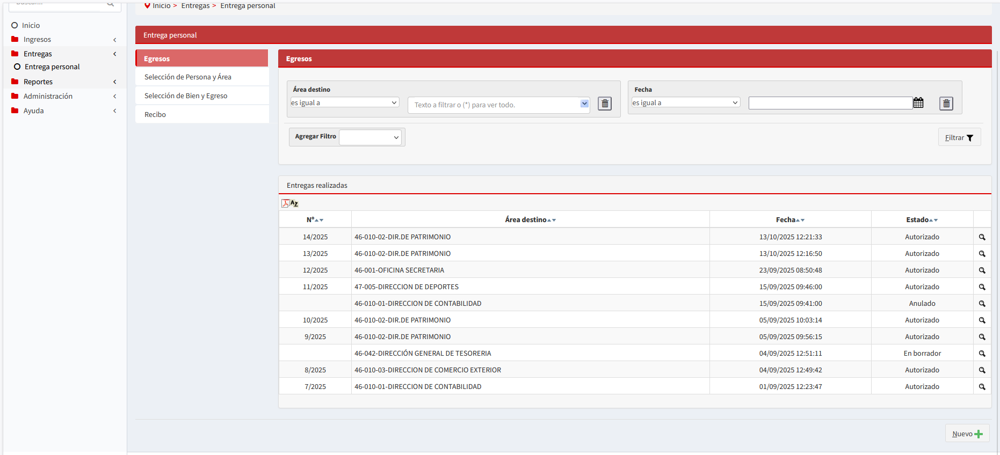 Buscar...
Inicio > Entregas > Entrega personal
Inicio
Ingresos
Entregas
Entrega personal
Reportes
Administración
Ayuda
Entrega personal
Egresos
Selección de Persona y Área
Selección de Bien y Egreso
Recibo
Egresos
Área destino
es igual a
Texto a filtrar o (*) para ver todo.
Fecha
es igual a
Agregar Filtro
Filtrar
Entregas realizadas
Nº Área destino Fecha Estado
14/2025 46-010-02-DIR.DE PATRIMONIO 13/10/2025 12:21:33 Autorizado
13/2025 46-010-02-DIR.DE PATRIMONIO 13/10/2025 12:16:50 Autorizado
12/2025 46-001-OFICINA SECRETARIA 23/09/2025 08:50:48 Autorizado
11/2025 47-005-DIRECCION DE DEPORTES 15/09/2025 09:46:00 Autorizado
46-010-01-DIRECCION DE CONTABILIDAD 15/09/2025 09:41:00 Anulado
10/2025 46-010-02-DIR.DE PATRIMONIO 05/09/2025 10:03:14 Autorizado
9/2025 46-010-02-DIR.DE PATRIMONIO 05/09/2025 09:56:15 Autorizado
46-042-DIRECCIÓN GENERAL DE TESORERIA 04/09/2025 12:51:11 En borrador
8/2025 46-010-03-DIRECCION DE COMERCIO EXTERIOR 04/09/2025 12:49:42 Autorizado
7/2025 46-010-01-DIRECCION DE CONTABILIDAD 01/09/2025 12:23:47 Autorizado
Nuevo